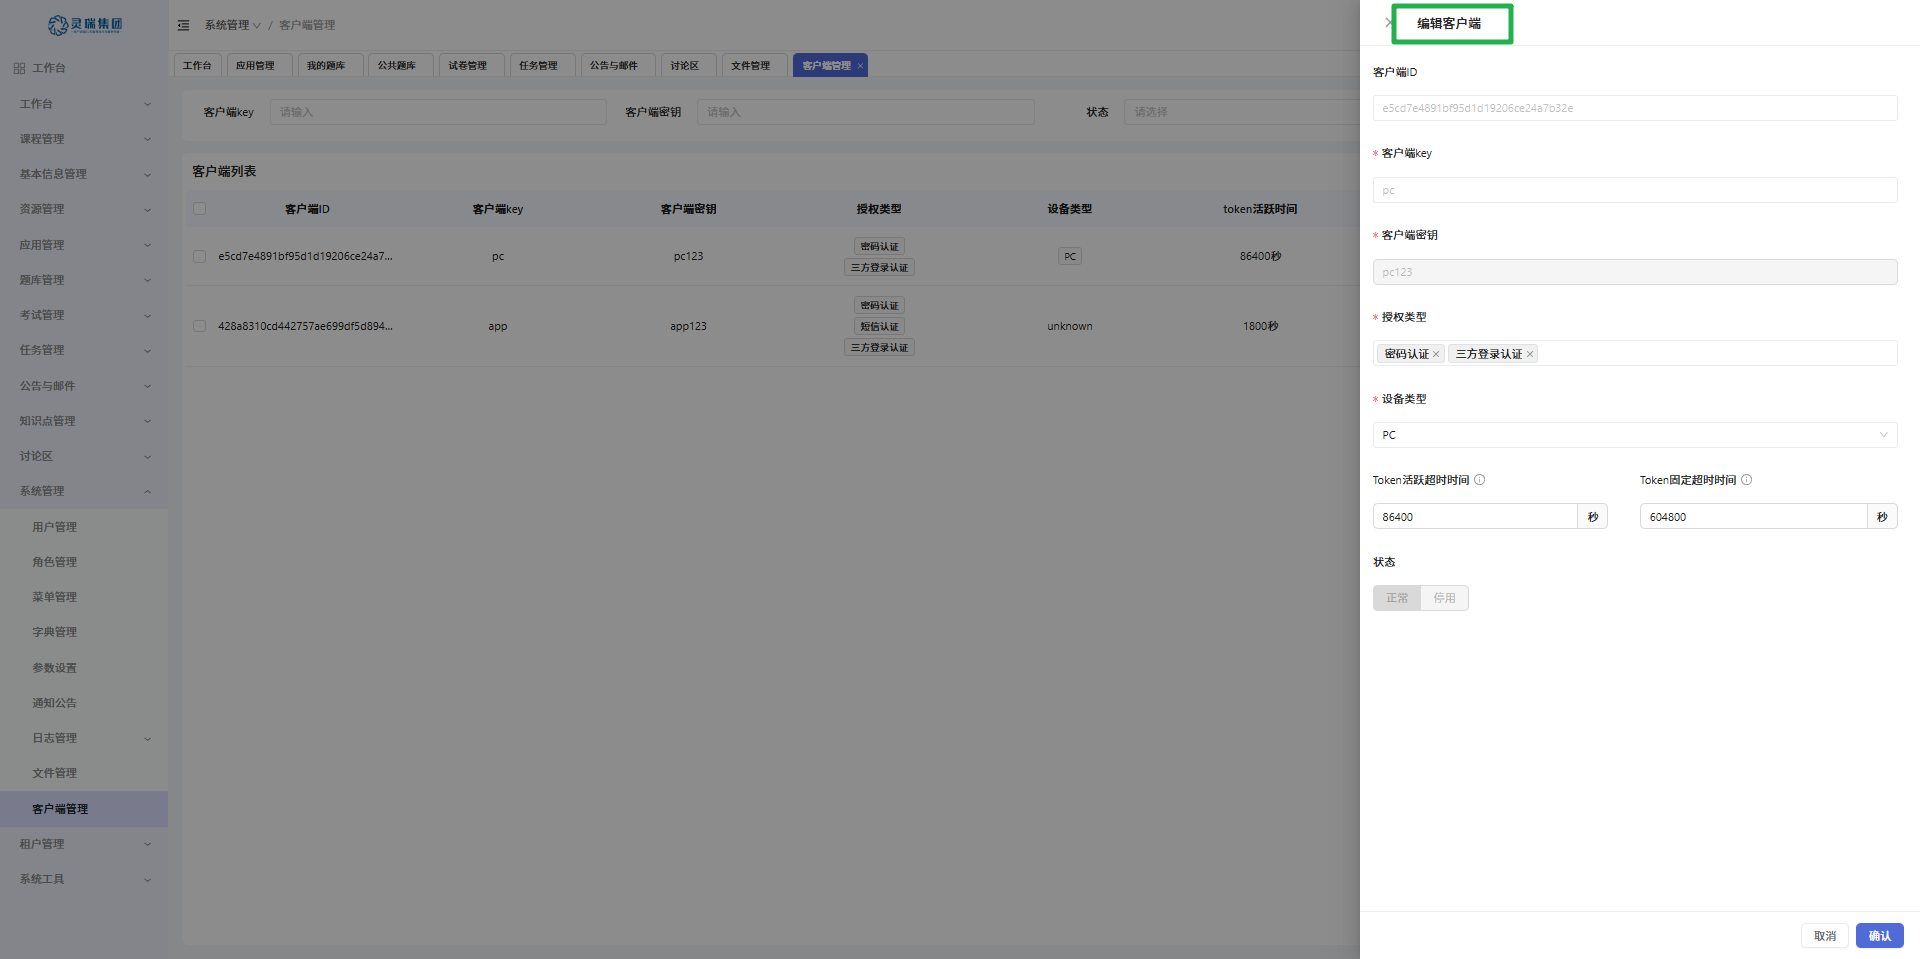 灵瑞集团
工作台
工作台
课程管理
基本信息管理
资源管理
应用管理
题库管理
考试管理
任务管理
公告与邮件
知识点管理
讨论区
系统管理
用户管理
角色管理
菜单管理
字典管理
参数设置
通知公告
日志管理
文件管理
客户端管理
租户管理
系统工具
系统管理 / 客户端管理
工作台 应用管理 我的题库 公共题库 试卷管理 任务管理 公告与邮件 讨论区 文件管理 客户端管理 ×
客户端key 请输入 客户端密钥 请输入 状态 请选择
客户端列表
客户端ID 客户端key 客户端密钥 授权类型 设备类型 token活跃时间
e5cd7e4891bf95d1d19206ce24a7... pc pc123 密码认证 三方登录认证 PC 86400秒
428a8310cd442757ae699df5d894... app app123 密码认证 短信认证 三方登录认证 unknown 1800秒
编辑客户端
客户端ID
e5cd7e4891bf95d1d19206ce24a7b32e
* 客户端key
pc
* 客户端密钥
pc123
* 授权类型
密码认证 × 三方登录认证 ×
* 设备类型
PC
Token活跃超时时间 Token固定超时时间
86400 秒 604800 秒
状态
正常 停用
取消 确认